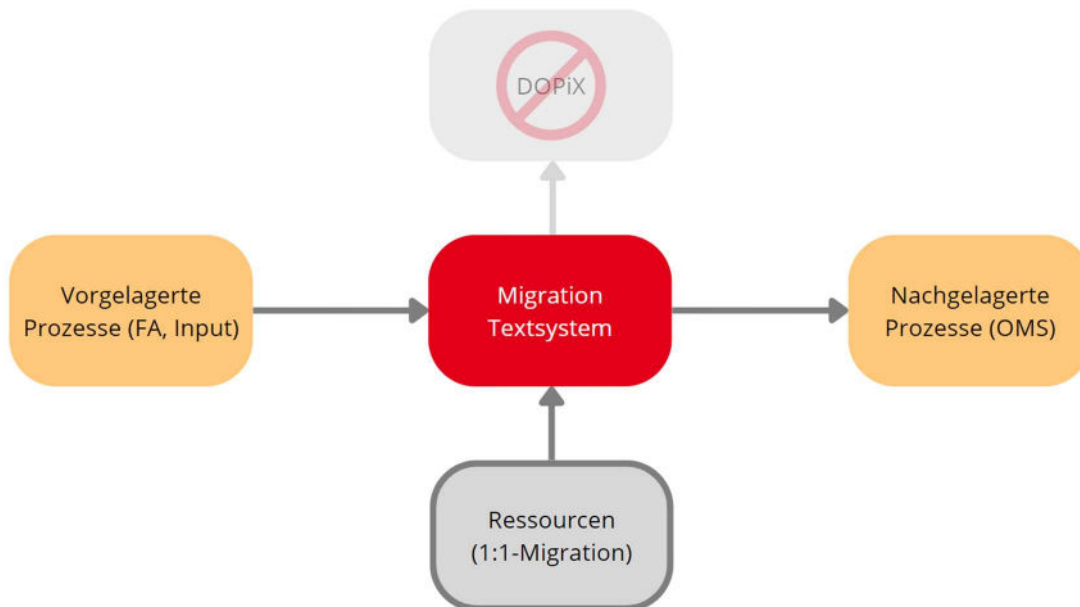 DOPiX
Vorgelagerte
Prozesse (FA, Input)
Migration
Textsystem
Nachgelagerte
Prozesse (OMS)
Ressourcen
(1:1-Migration)